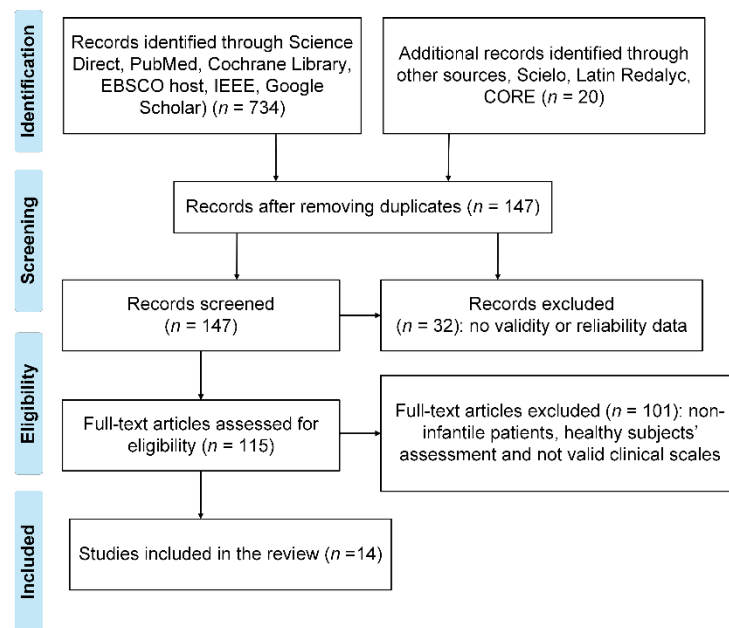 Identification
Records identified through Science
Direct, PubMed, Cochrane Library,
EBSCO host, IEEE, Google
Scholar) (n = 734)
Additional records identified through
other sources, Scielo, Latin Redalyc,
CORE (n = 20)
Screening
Records after removing duplicates (n = 147)
Records screened
(n = 147)
Records excluded
(n = 32): no validity or reliability data
Eligibility
Full-text articles assessed for
eligibility (n = 115)
Full-text articles excluded (n = 101): non-
infantile patients, healthy subjects’
assessment and not valid clinical scales
Included
Studies included in the review (n =14)